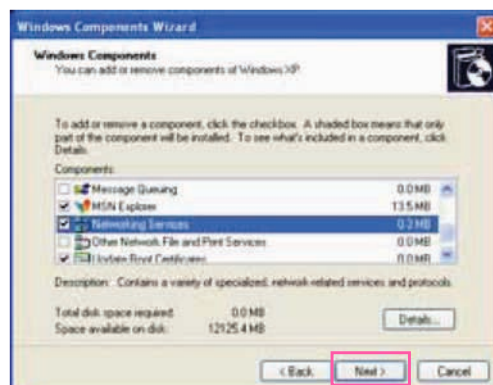 Windows Components Wizard
Windows Components
You can add or remove components of Windows XP.
To add or remove a component, click the checkbox. A shaded box means that only
part of the component will be installed. To see what's included in a component, click
Details.
Components:
Message Queuing 0.0 MB
MSN Explorer 13.5 MB
Networking Services 0.3 MB
Other Network File and Print Services 0.0 MB
Update Root Certificates 0.0 MB
Description: Contains a variety of specialized, network-related services and protocols.
Total disk space required: 0.0 MB
Space available on disk: 12125.4 MB
Details...
< Back
Next >
Cancel